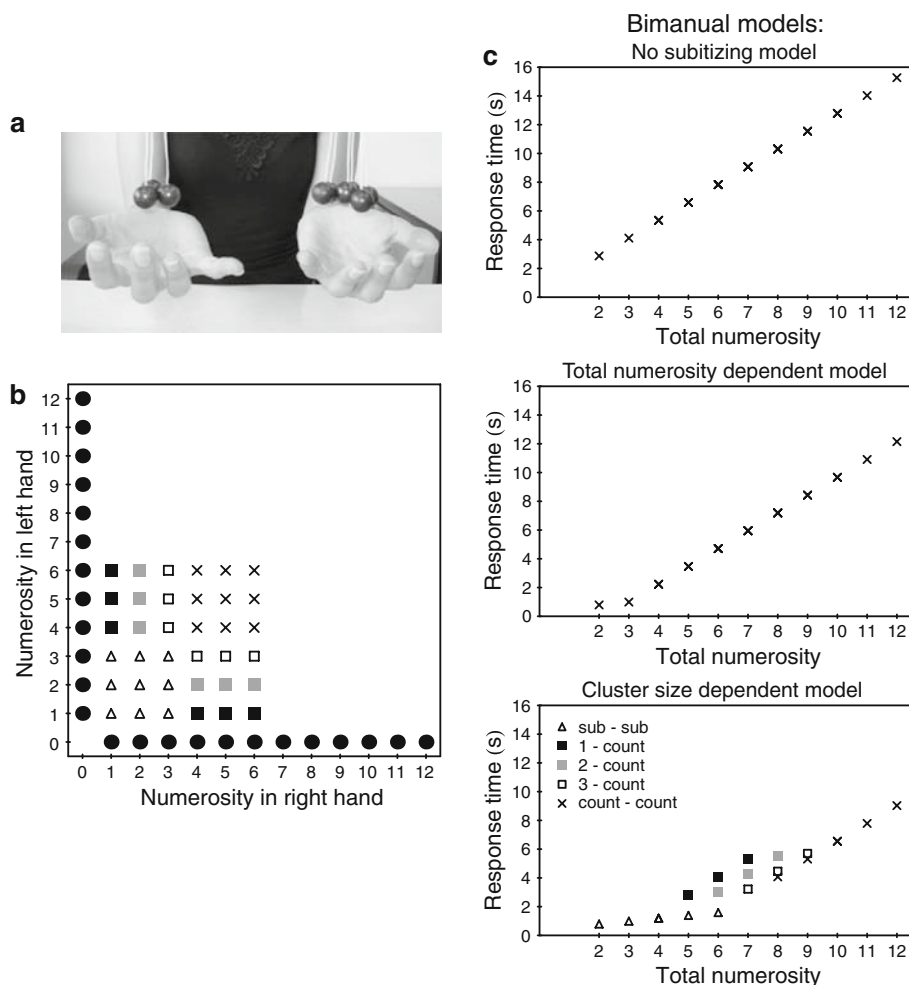 a
b
Numerosity in left hand
12
11
10
9
8
7
6
5
4
3
2
1
0
0 1 2 3 4 5 6 7 8 9 10 11 12
Numerosity in right hand
Bimanual models:
c
No subitizing model
Response time (s)
16
14
12
10
8
6
4
2
0
2 3 4 5 6 7 8 9 10 11 12
Total numerosity
Total numerosity dependent model
Response time (s)
16
14
12
10
8
6
4
2
0
2 3 4 5 6 7 8 9 10 11 12
Total numerosity
Cluster size dependent model
Response time (s)
16
14
12
10
8
6
4
2
0
sub - sub
1 - count
2 - count
3 - count
count - count
2 3 4 5 6 7 8 9 10 11 12
Total numerosity